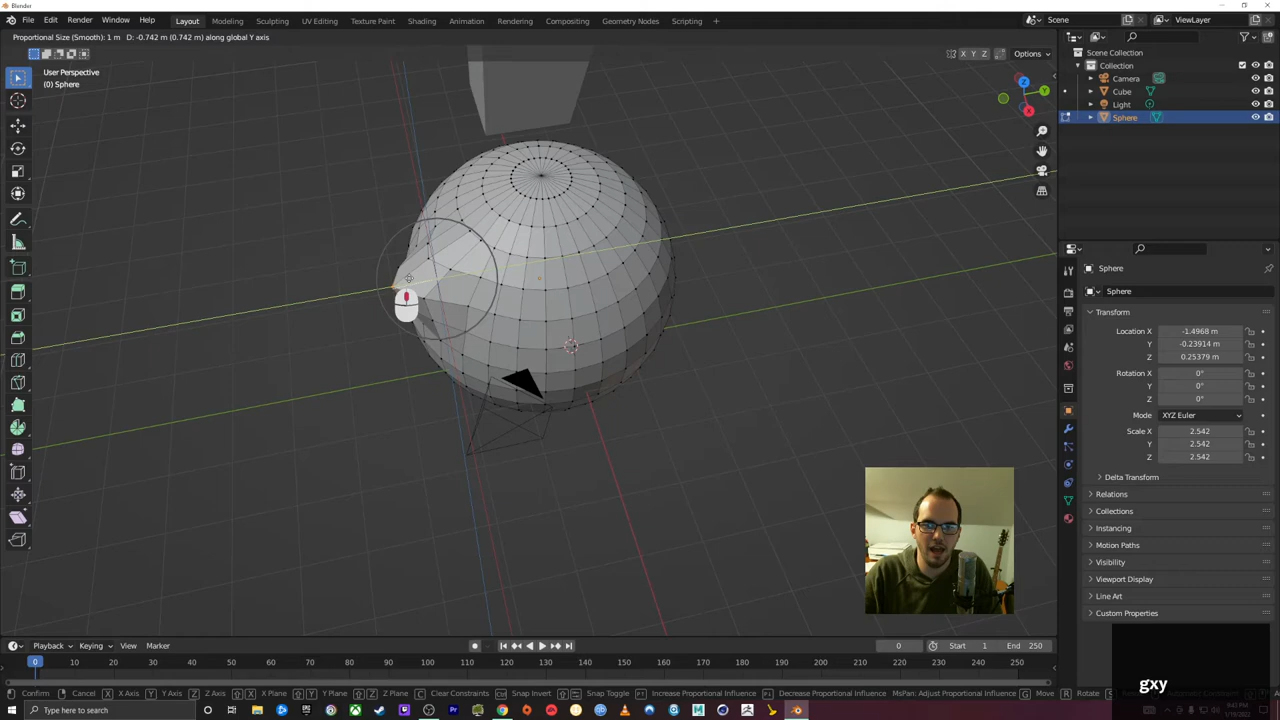 Blender
File Edit Render Window Help Layout Modeling Sculpting UV Editing Texture Paint Shading Animation Rendering Compositing Geometry Nodes Scripting + Scene ViewLayer
Proportional Size (Smooth): 1 m D: -0.742 m (0.742 m) along global Y axis
X Y Z Options
User Perspective
(0) Sphere
Z
Y
X
Scene Collection
Collection
Camera
Cube
Light
Sphere
Sphere
Sphere
Transform
Location X -1.4968 m
Y -0.23914 m
Z 0.25379 m
Rotation X 0°
Y 0°
Z 0°
Mode XYZ Euler
Scale X 2.542
Y 2.542
Z 2.542
Delta Transform
Relations
Collections
Instancing
Motion Paths
Visibility
Viewport Display
Line Art
Custom Properties
Playback Keying View Marker 0 Start 1 End 250
0 10 20 30 40 50 60 70 80 90 100 110 120 130 140 150 160 170 180 190 200 210 220 230 240 250
Confirm Cancel X X Axis Y Y Axis Z Z Axis X X Plane Y Y Plane Z Z Plane C Clear Constraints Snap Invert Snap Toggle Increase Proportional Influence Decrease Proportional Influence MsPan: Adjust Proportional Influence G Move R Rotate
gxy
Type here to search
9:43 PM
1/19/2022